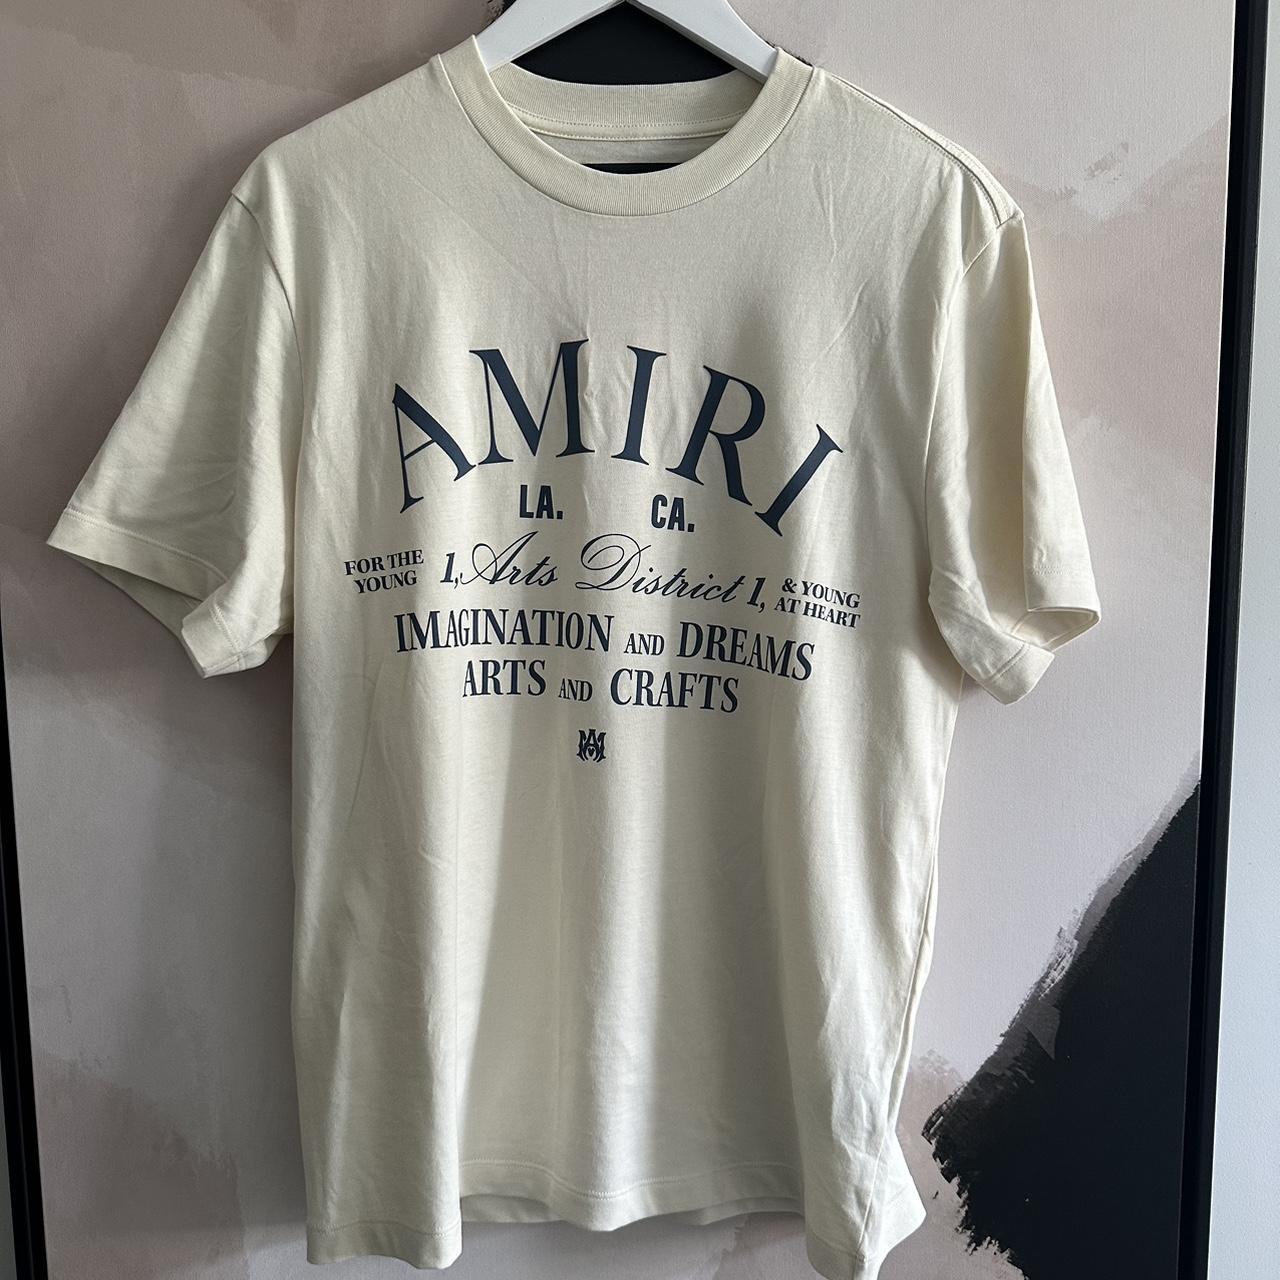 AMIRI
LA. CA.
FOR THE
YOUNG
1, Arts District 1,
& YOUNG
AT HEART
IMAGINATION AND DREAMS
ARTS AND CRAFTS
MA